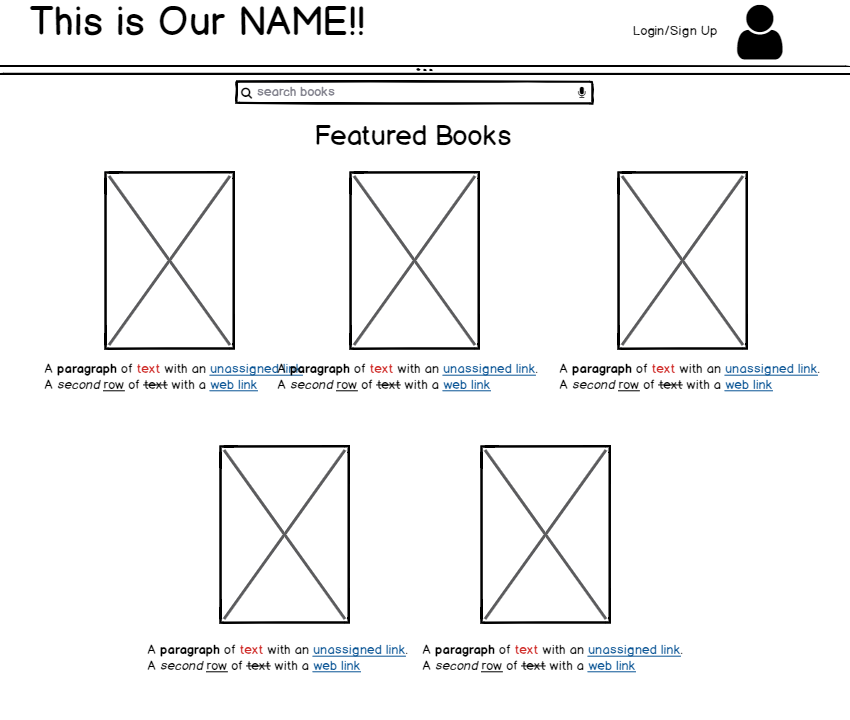 This is Our NAME!!
Login/Sign Up
search books
Featured Books
A paragraph of text with an unassigned link.
A second row of text with a web link
A paragraph of text with an unassigned link.
A second row of text with a web link
A paragraph of text with an unassigned link.
A second row of text with a web link
A paragraph of text with an unassigned link.
A second row of text with a web link
A paragraph of text with an unassigned link.
A second row of text with a web link